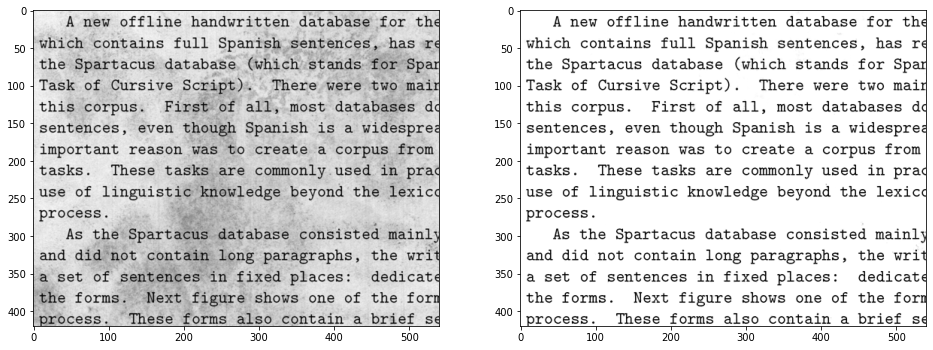 0
50
100
150
200
250
300
350
400
A new offline handwritten database for the
which contains full Spanish sentences, has re
the Spartacus database (which stands for Span
Task of Cursive Script). There were two main
this corpus. First of all, most databases do
sentences, even though Spanish is a widesprea
important reason was to create a corpus from
tasks. These tasks are commonly used in prac
use of linguistic knowledge beyond the lexico
process.
As the Spartacus database consisted mainly
and did not contain long paragraphs, the writ
a set of sentences in fixed places: dedicate
the forms. Next figure shows one of the form
process. These forms also contain a brief se
0 100 200 300 400 500
0
50
100
150
200
250
300
350
400
A new offline handwritten database for the
which contains full Spanish sentences, has re
the Spartacus database (which stands for Span
Task of Cursive Script). There were two main
this corpus. First of all, most databases do
sentences, even though Spanish is a widesprea
important reason was to create a corpus from
tasks. These tasks are commonly used in prac
use of linguistic knowledge beyond the lexico
process.
As the Spartacus database consisted mainly
and did not contain long paragraphs, the writ
a set of sentences in fixed places: dedicate
the forms. Next figure shows one of the form
process. These forms also contain a brief se
0 100 200 300 400 500